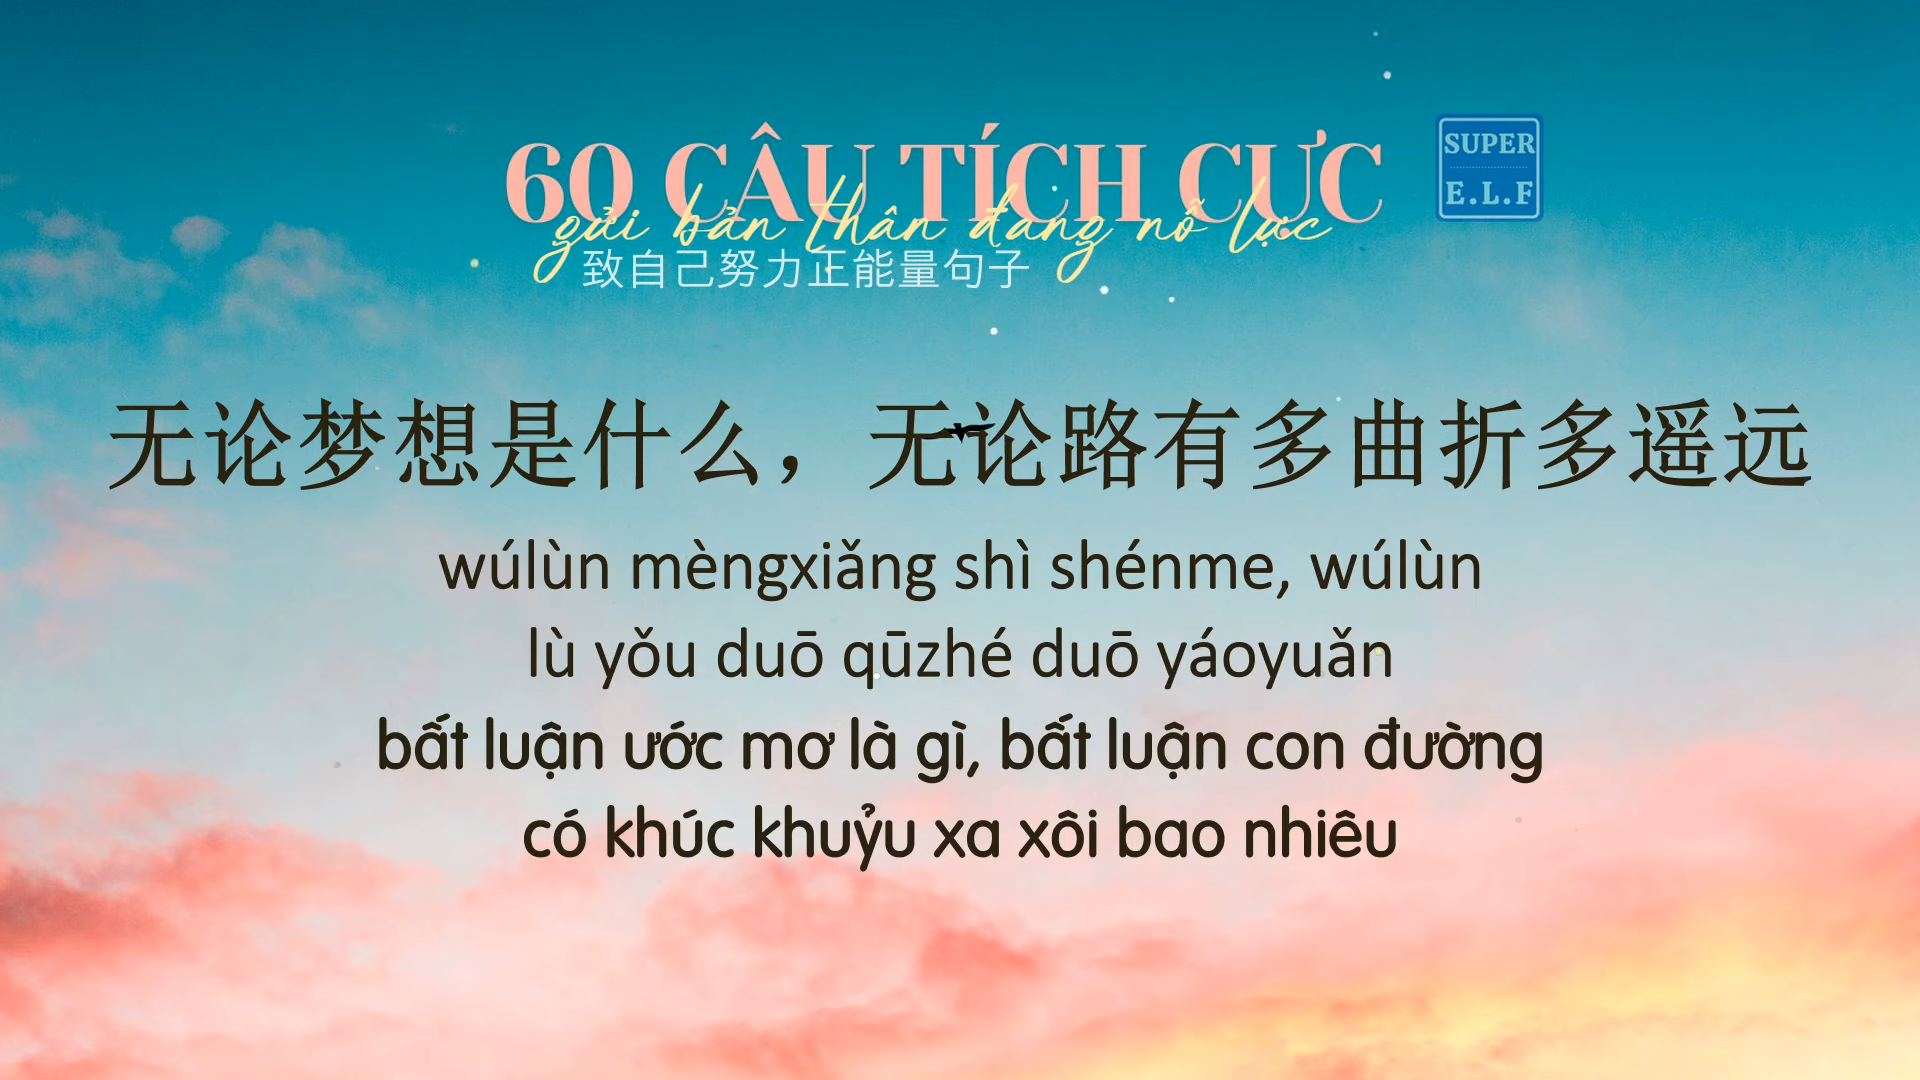 60 CÂU TÍCH CỰC
gửi bản thân đang nỗ lực
致自己努力正能量句子
SUPER
E.L.F
无论梦想是什么，无论路有多曲折多遥远
wúlùn mèngxiǎng shì shénme, wúlùn
lù yǒu duō qūzhé duō yáoyuǎn
bất luận ước mơ là gì, bất luận con đường
có khúc khuỷu xa xôi bao nhiêu